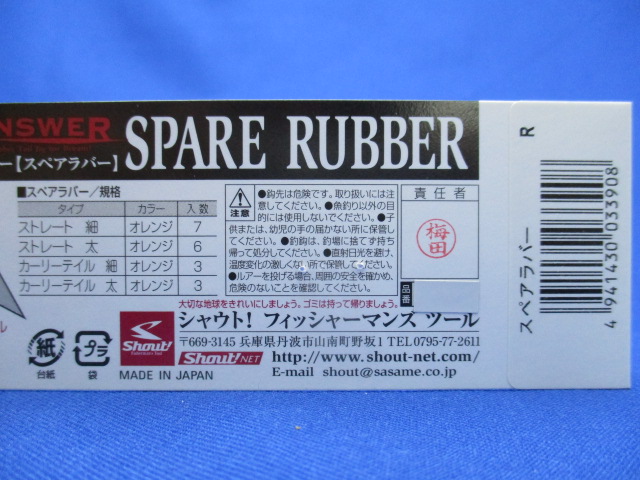 NSWER
ー【スペアラバー】 SPARE RUBBER
■スペアラバー／規格
タイプ カラー 入数
ストレート 細 オレンジ 7
ストレート 太 オレンジ 6
カーリーテイル 細 オレンジ 3
カーリーテイル 太 オレンジ 3
注意
●鈎先は危険です。取り扱いには注
意してください。●魚釣り以外の目
的には使用しないでください。●子
供または、幼児の手の届かない所に保管し
てください。●釣鈎は、釣場に捨てず持ち
帰って処分してください。●直射日光を避け、
温度変化の激しくない所で保管してください。
●ルアーを投げる場合、周囲の安全を確かめ、
危険のないことを確認してください。
責任者
梅田
品番
大切な地球をきれいにしましょう。ゴミは持って帰りましょう。
シャウト! フィッシャーマンズ ツール
〒669-3145 兵庫県丹波市山南町野坂1 TEL0795-77-2611
http://www.shout-net.com/
E-mail shout@sasame.co.jp
ル
紙
台紙
プラ
袋
Shout!
Shout!NET
MADE IN JAPAN
スペアラバー R
4 941430 033908